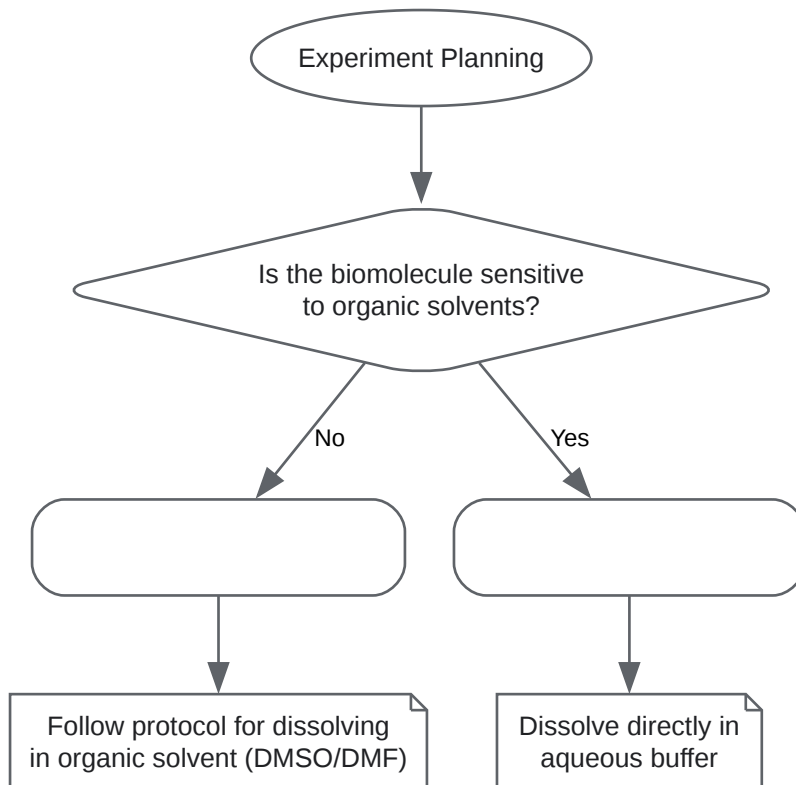 Experiment Planning
Is the biomolecule sensitive
to organic solvents?
No
Yes
Follow protocol for dissolving
in organic solvent (DMSO/DMF)
Dissolve directly in
aqueous buffer